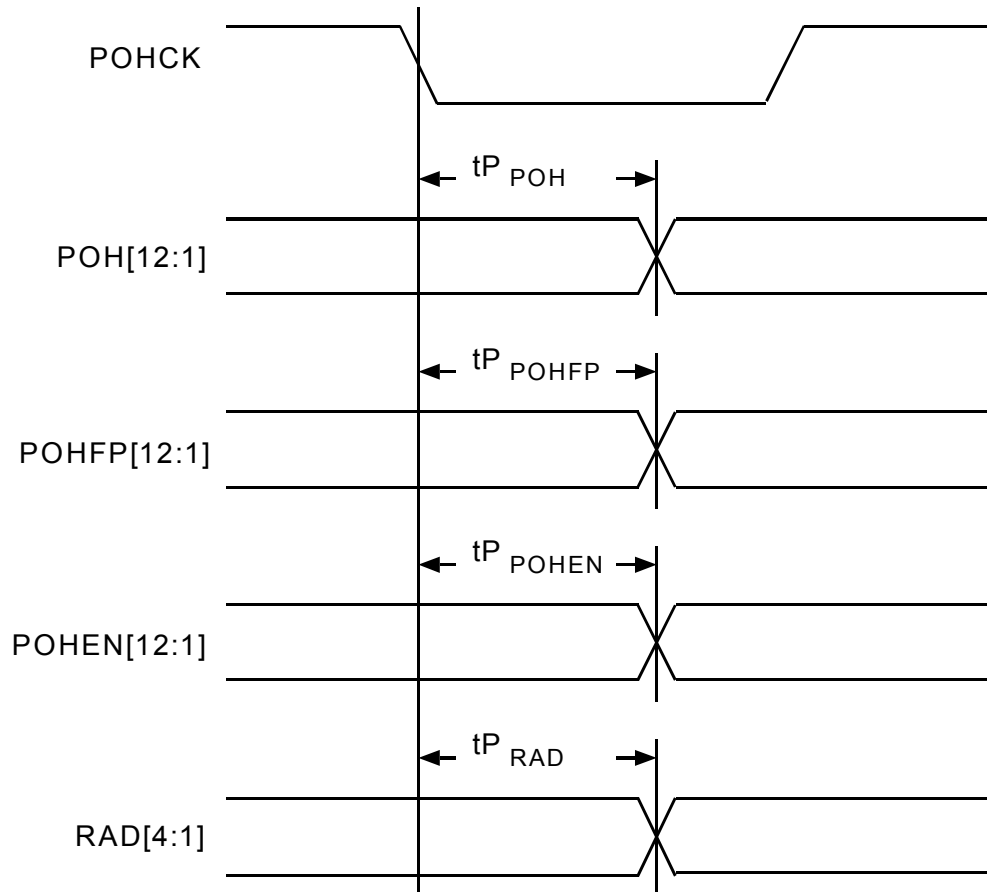 POHCK
tP POH
POH[12:1]
tP POHFP
POHFP[12:1]
tP POHEN
POHEN[12:1]
tP RAD
RAD[4:1]